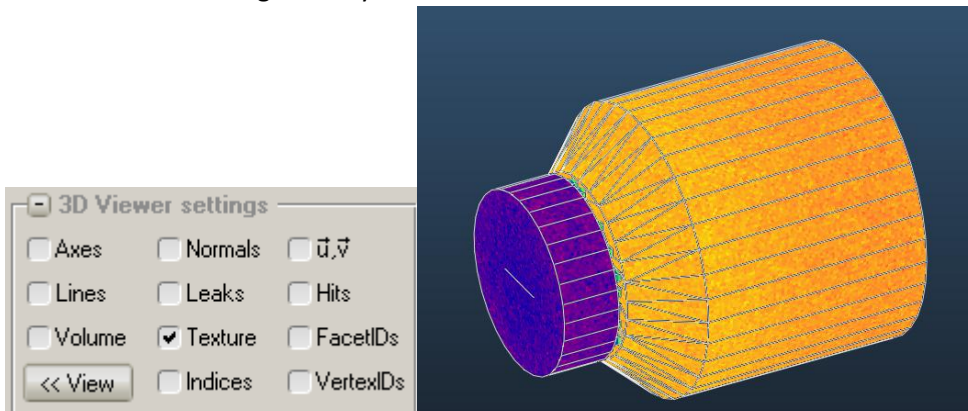 3D Viewer settings
Axes Normals u⃗,v⃗
Lines Leaks Hits
Volume Texture FacetIDs
<< View Indices VertexIDs